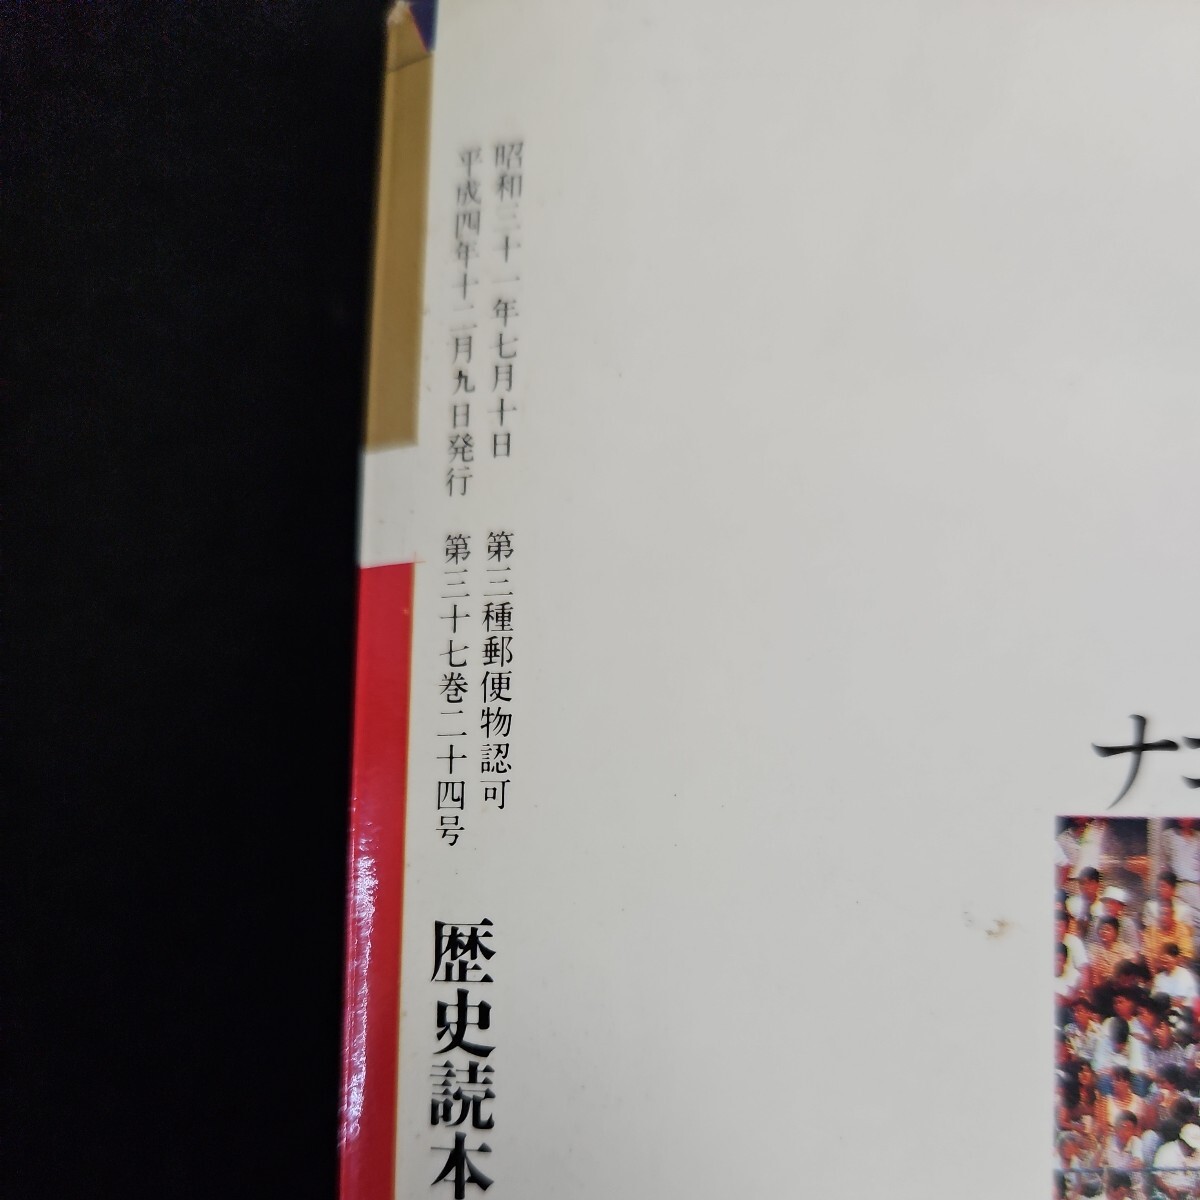 昭和三十一年七月十日　第三種郵便物認可
平成四年十二月九日発行　第三十七巻二十四号
歴史読本
ナコ